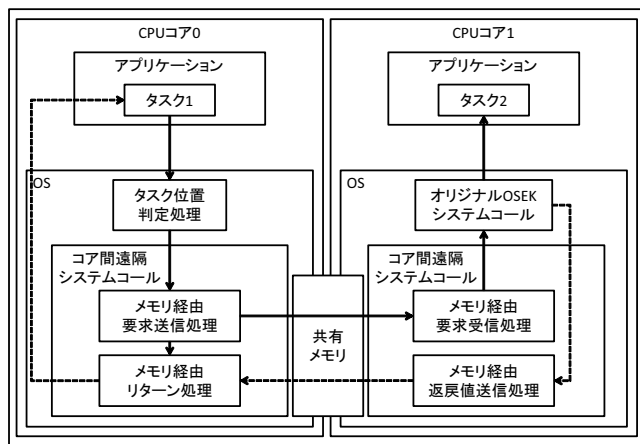 CPUコア0
アプリケーション
タスク1
OS
タスク位置
判定処理
コア間遠隔
システムコール
メモリ経由
要求送信処理
メモリ経由
リターン処理
共有
メモリ
CPUコア1
アプリケーション
タスク2
OS
オリジナルOSEK
システムコール
コア間遠隔
システムコール
メモリ経由
要求受信処理
メモリ経由
返戻値送信処理